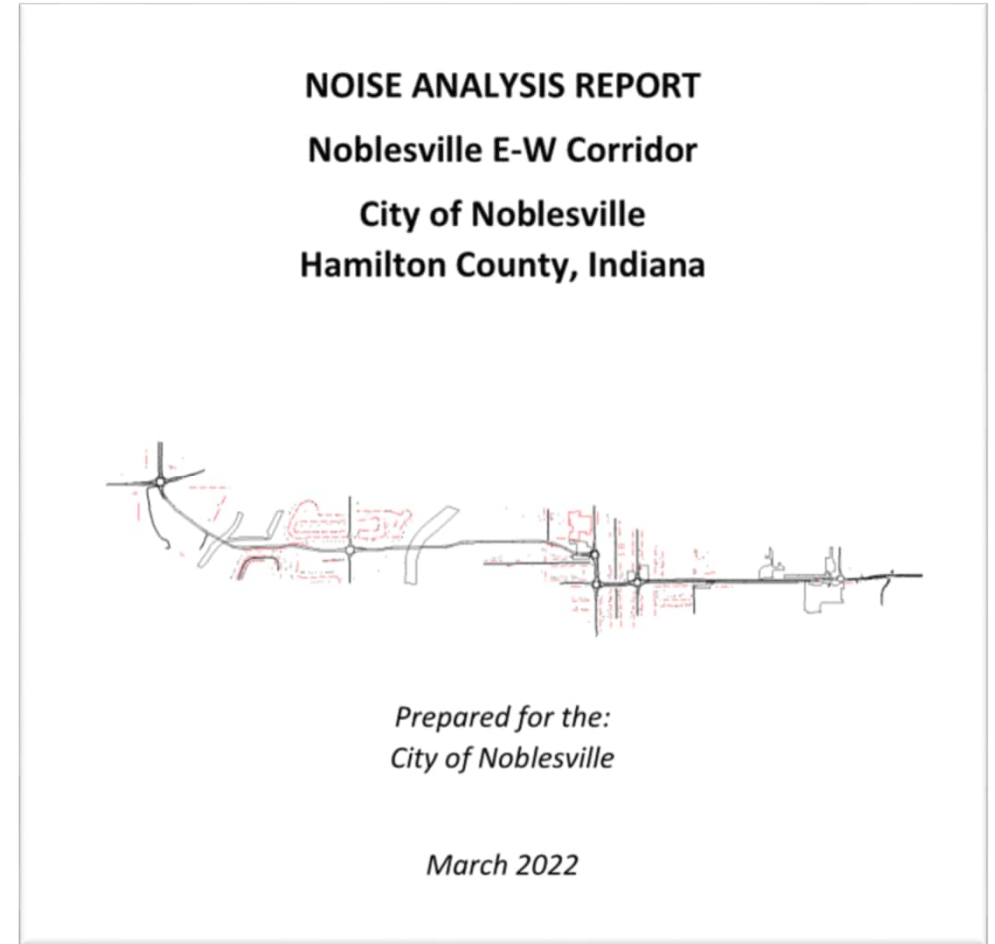 NOISE ANALYSIS REPORT
Noblesville E-W Corridor
City of Noblesville
Hamilton County, Indiana
Prepared for the:
City of Noblesville
March 2022